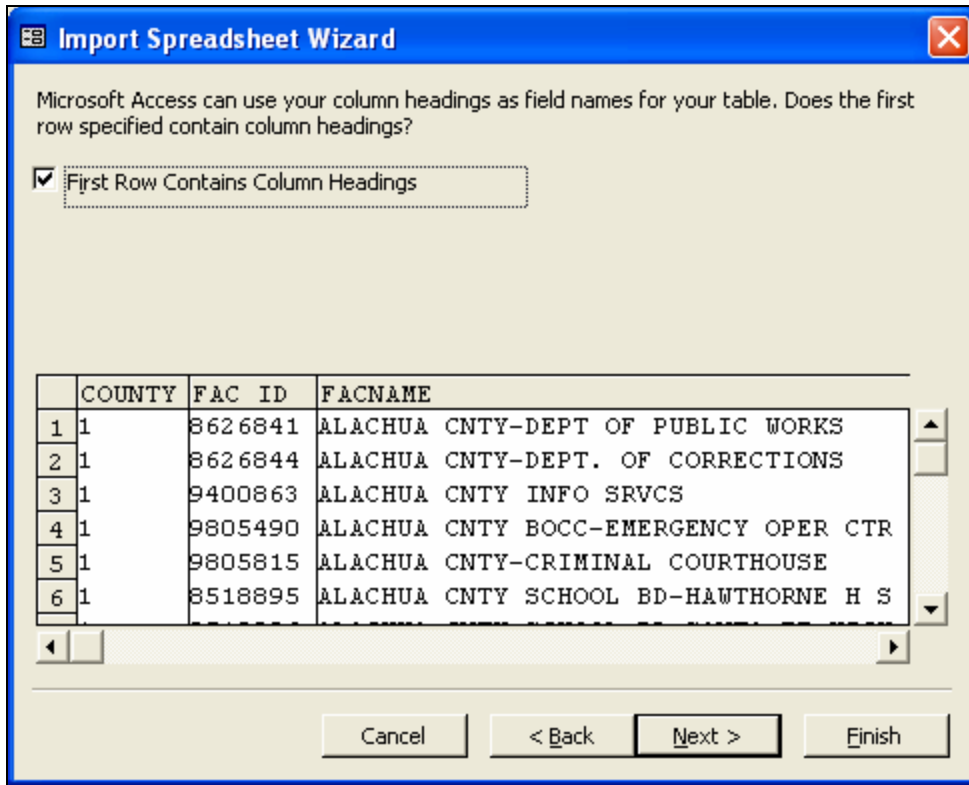 Import Spreadsheet Wizard
Microsoft Access can use your column headings as field names for your table. Does the first
row specified contain column headings?
First Row Contains Column Headings
COUNTY FAC ID FACNAME
1 1 8626841 ALACHUA CNTY-DEPT OF PUBLIC WORKS
2 1 8626844 ALACHUA CNTY-DEPT. OF CORRECTIONS
3 1 9400863 ALACHUA CNTY INFO SRVCS
4 1 9805490 ALACHUA CNTY BOCC-EMERGENCY OPER CTR
5 1 9805815 ALACHUA CNTY-CRIMINAL COURTHOUSE
6 1 8518895 ALACHUA CNTY SCHOOL BD-HAWTHORNE H S
Cancel < Back Next > Finish